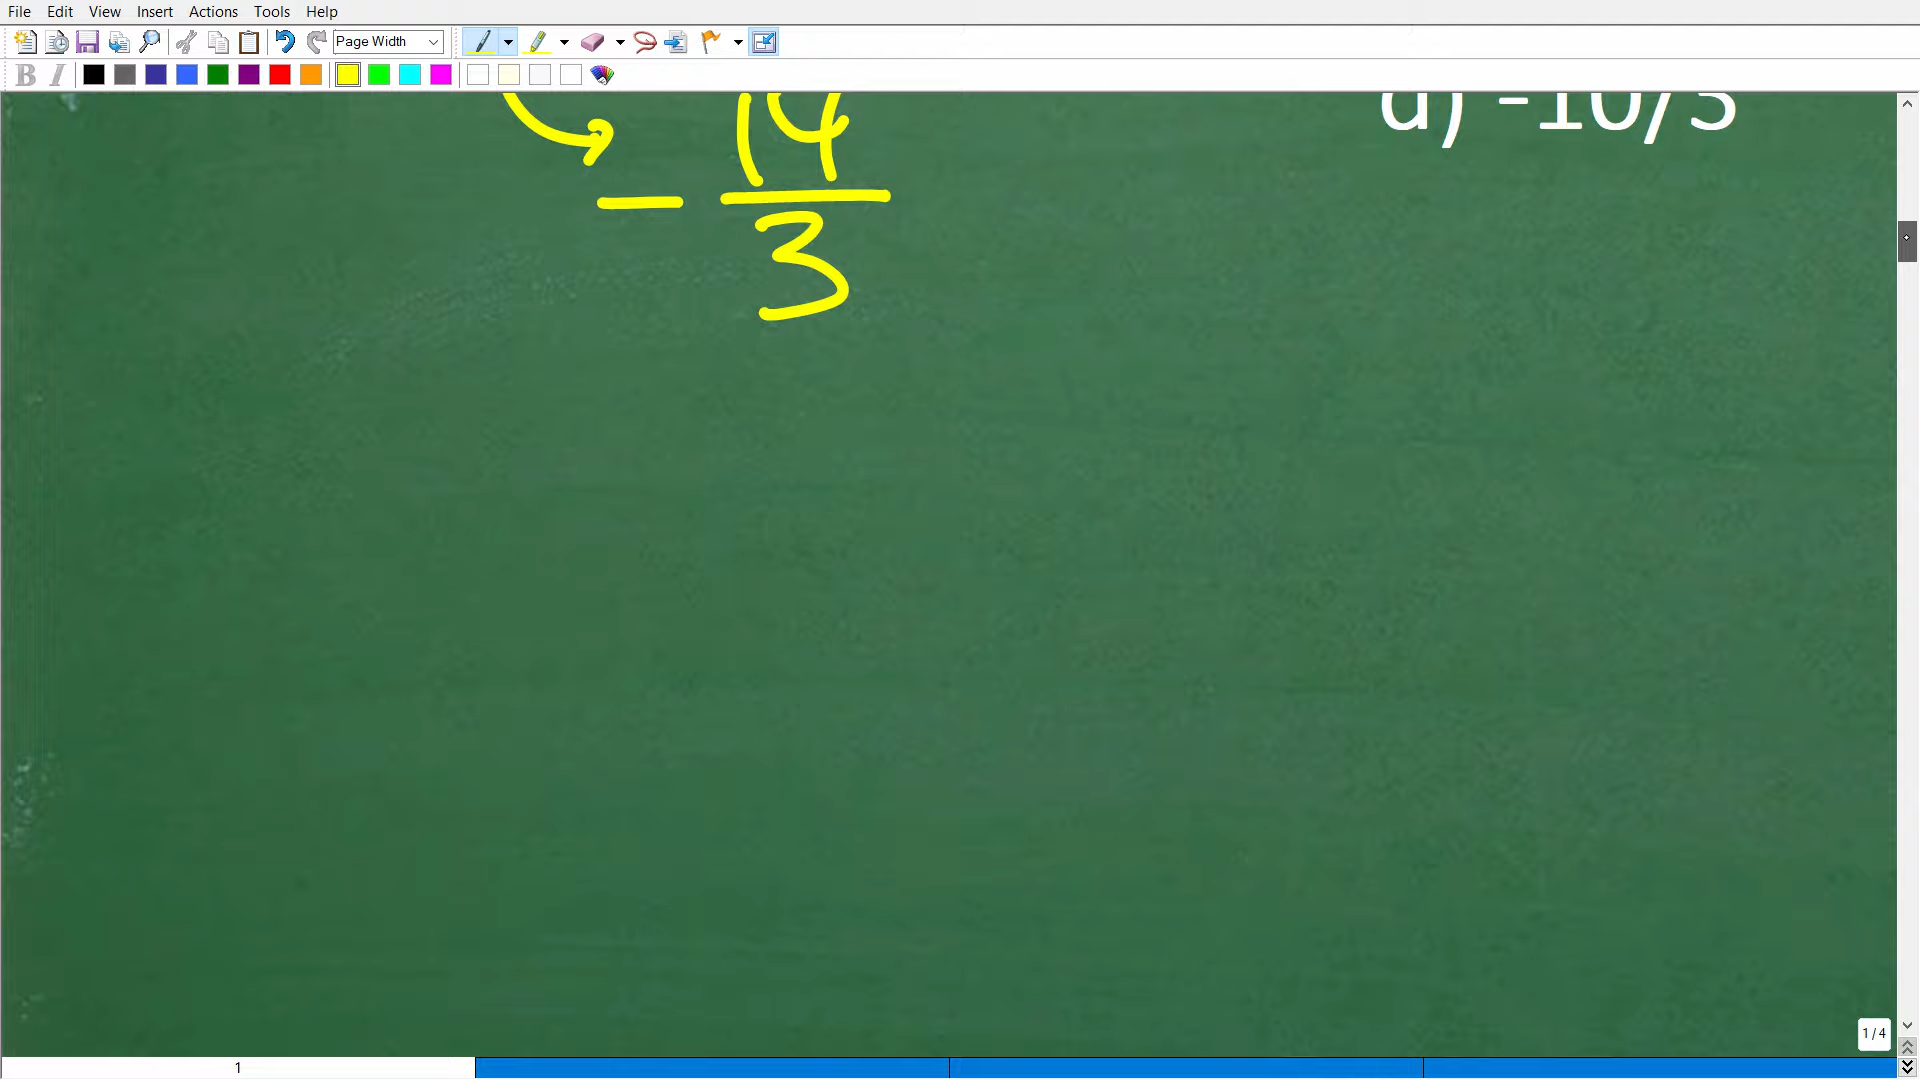 File Edit View Insert Actions Tools Help
Page Width
B I
d) -10/3
- 14/3
1 / 4
1